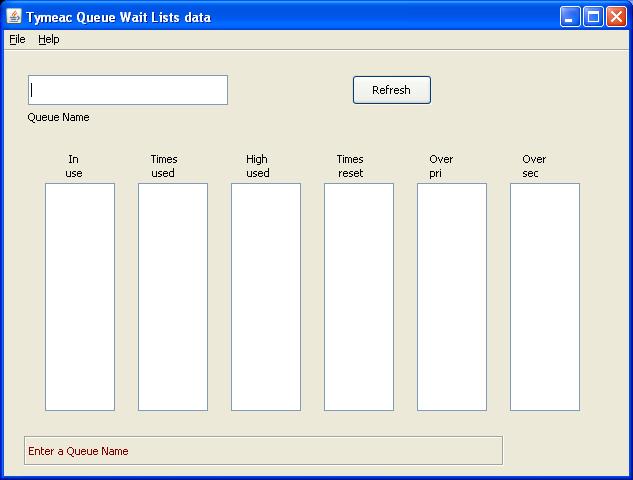 Tymeac Queue Wait Lists data
File Help
Refresh
Queue Name
In Times High Times Over Over
use used used reset pri sec
Enter a Queue Name